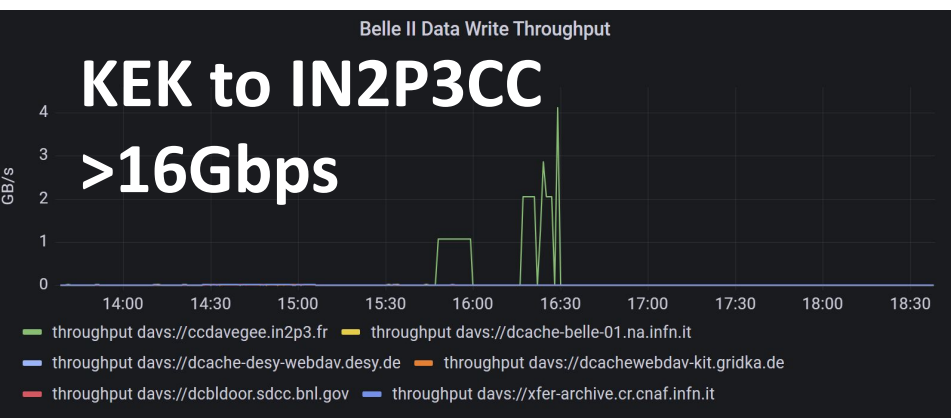 Belle II Data Write Throughput
KEK to IN2P3CC
>16Gbps
GB/s
4
3
2
1
0
14:00 14:30 15:00 15:30 16:00 16:30 17:00 17:30 18:00 18:30
throughput davs://ccdavegee.in2p3.fr throughput davs://dcache-belle-01.na.infn.it
throughput davs://dcache-desy-webdav.desy.de throughput davs://dcachewebdav-kit.gridka.de
throughput davs://dcbldoor.sdcc.bnl.gov throughput davs://xfer-archive.cr.cnaf.infn.it